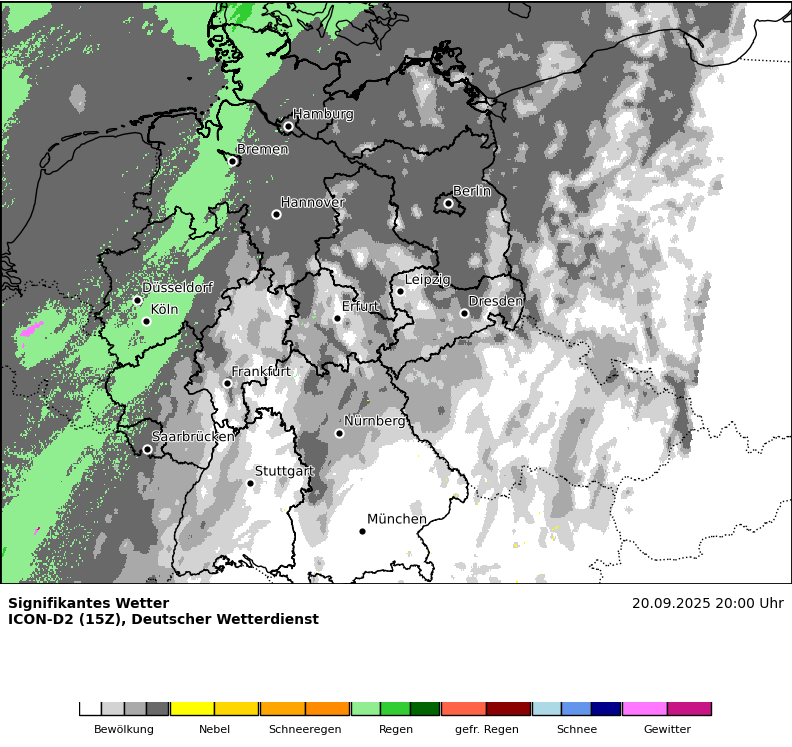 Hamburg
Bremen
Berlin
Hannover
Düsseldorf
Leipzig
Köln
Erfurt
Dresden
Frankfurt
Nürnberg
Saarbrücken
Stuttgart
München
Signifikantes Wetter
20.09.2025 20:00 Uhr
ICON-D2 (15Z), Deutscher Wetterdienst
Bewölkung Nebel Schneeregen Regen gefr. Regen Schnee Gewitter